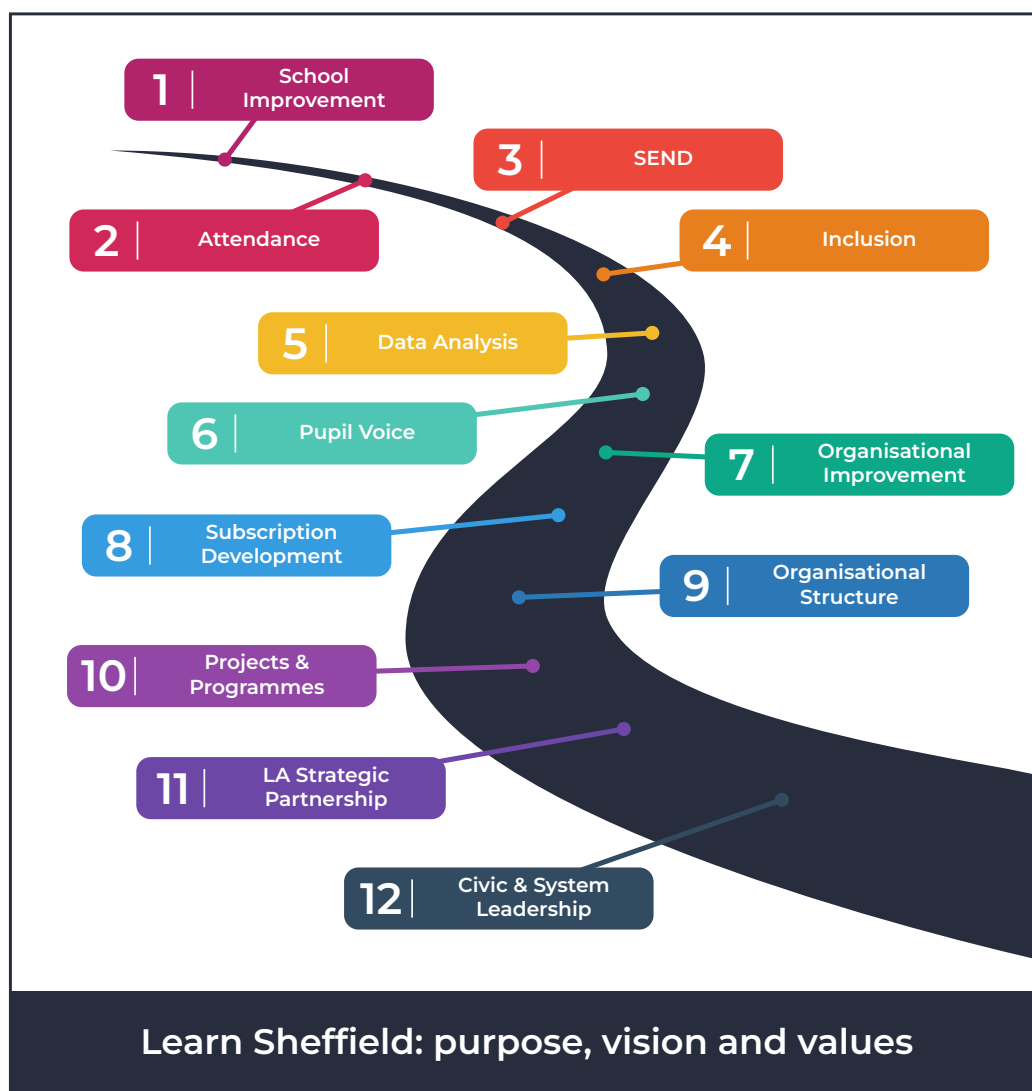 1
School
Improvement
2
Attendance
3
SEND
4
Inclusion
5
Data Analysis
6
Pupil Voice
7
Organisational
Improvement
8
Subscription
Development
9
Organisational
Structure
10
Projects &
Programmes
11
LA Strategic
Partnership
12
Civic & System
Leadership
Learn Sheffield: purpose, vision and values